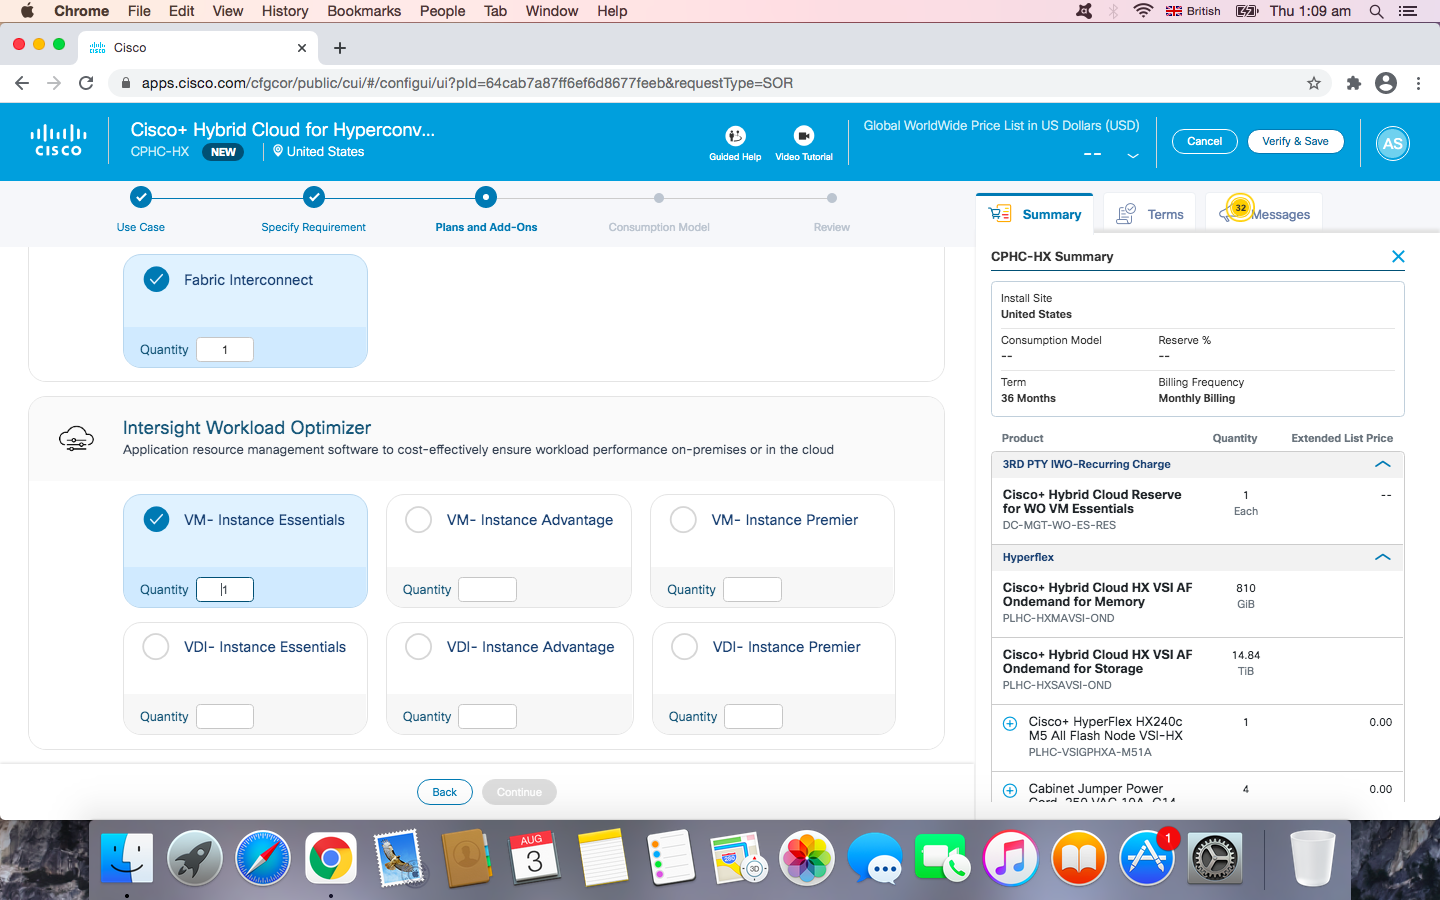 Chrome File Edit View History Bookmarks People Tab Window Help
British Thu 1:09 am
Cisco
apps.cisco.com/cfgcor/public/cui/#/configui/ui?pId=64cab7a87ff6ef6d8677feeb&requestType=SOR
CISCO
Cisco+ Hybrid Cloud for Hyperconv...
CPHC-HX NEW United States
Guided Help Video Tutorial
Global WorldWide Price List in US Dollars (USD)
--
Cancel Verify & Save AS
Use Case Specify Requirement Plans and Add-Ons Consumption Model Review
Summary Terms 32 Messages
Fabric Interconnect
Quantity 1
Intersight Workload Optimizer
Application resource management software to cost-effectively ensure workload performance on-premises or in the cloud
VM- Instance Essentials VM- Instance Advantage VM- Instance Premier
Quantity 1 Quantity Quantity
VDI- Instance Essentials VDI- Instance Advantage VDI- Instance Premier
Quantity Quantity Quantity
Back Continue
CPHC-HX Summary
Install Site
United States
Consumption Model Reserve %
-- --
Term Billing Frequency
36 Months Monthly Billing
Product Quantity Extended List Price
3RD PTY IWO-Recurring Charge
Cisco+ Hybrid Cloud Reserve 1 --
for WO VM Essentials Each
DC-MGT-WO-ES-RES
Hyperflex
Cisco+ Hybrid Cloud HX VSI AF 810
Ondemand for Memory GiB
PLHC-HXMAVSI-OND
Cisco+ Hybrid Cloud HX VSI AF 14.84
Ondemand for Storage TiB
PLHC-HXSAVSI-OND
Cisco+ HyperFlex HX240c 1 0.00
M5 All Flash Node VSI-HX
PLHC-VSIGPHXA-M51A
Cabinet Jumper Power 4 0.00
Cord, 250 VAC 10A, C14
AUG
3
280
3D
1